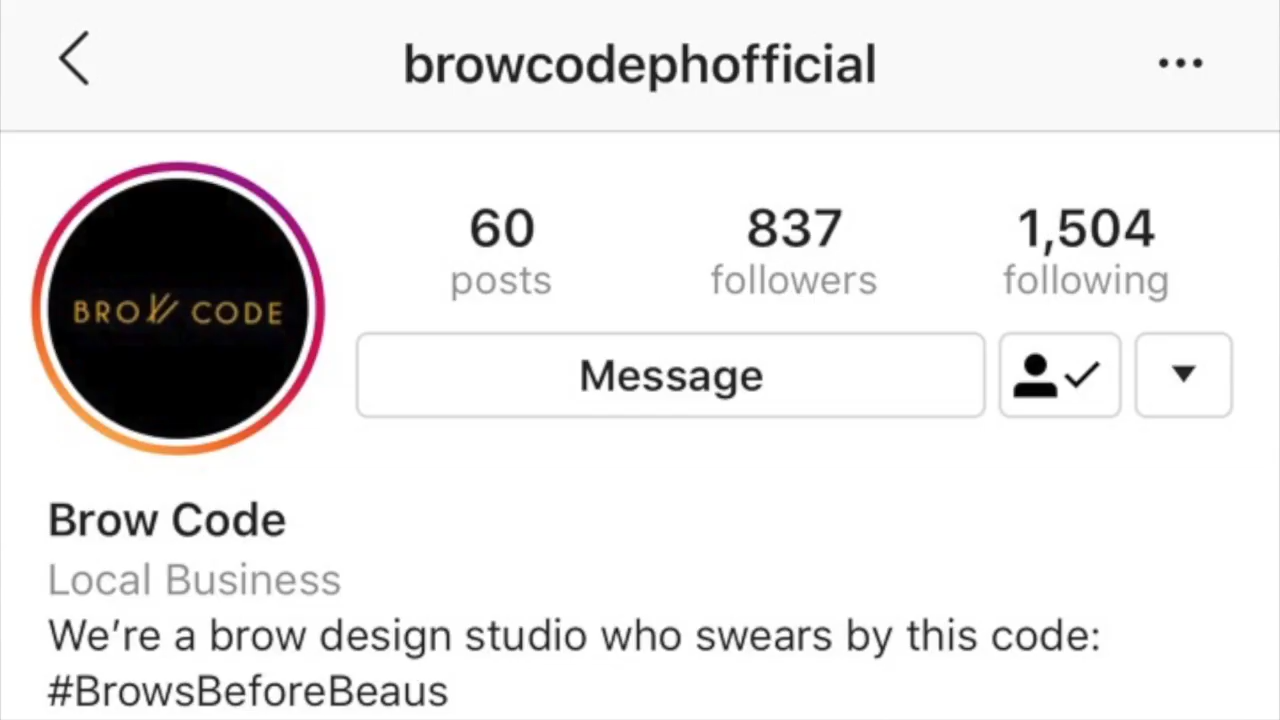 browcodephofficial
BROW CODE
60 837 1,504
posts followers following
Message
Brow Code
Local Business
We’re a brow design studio who swears by this code:
#BrowsBeforeBeaus